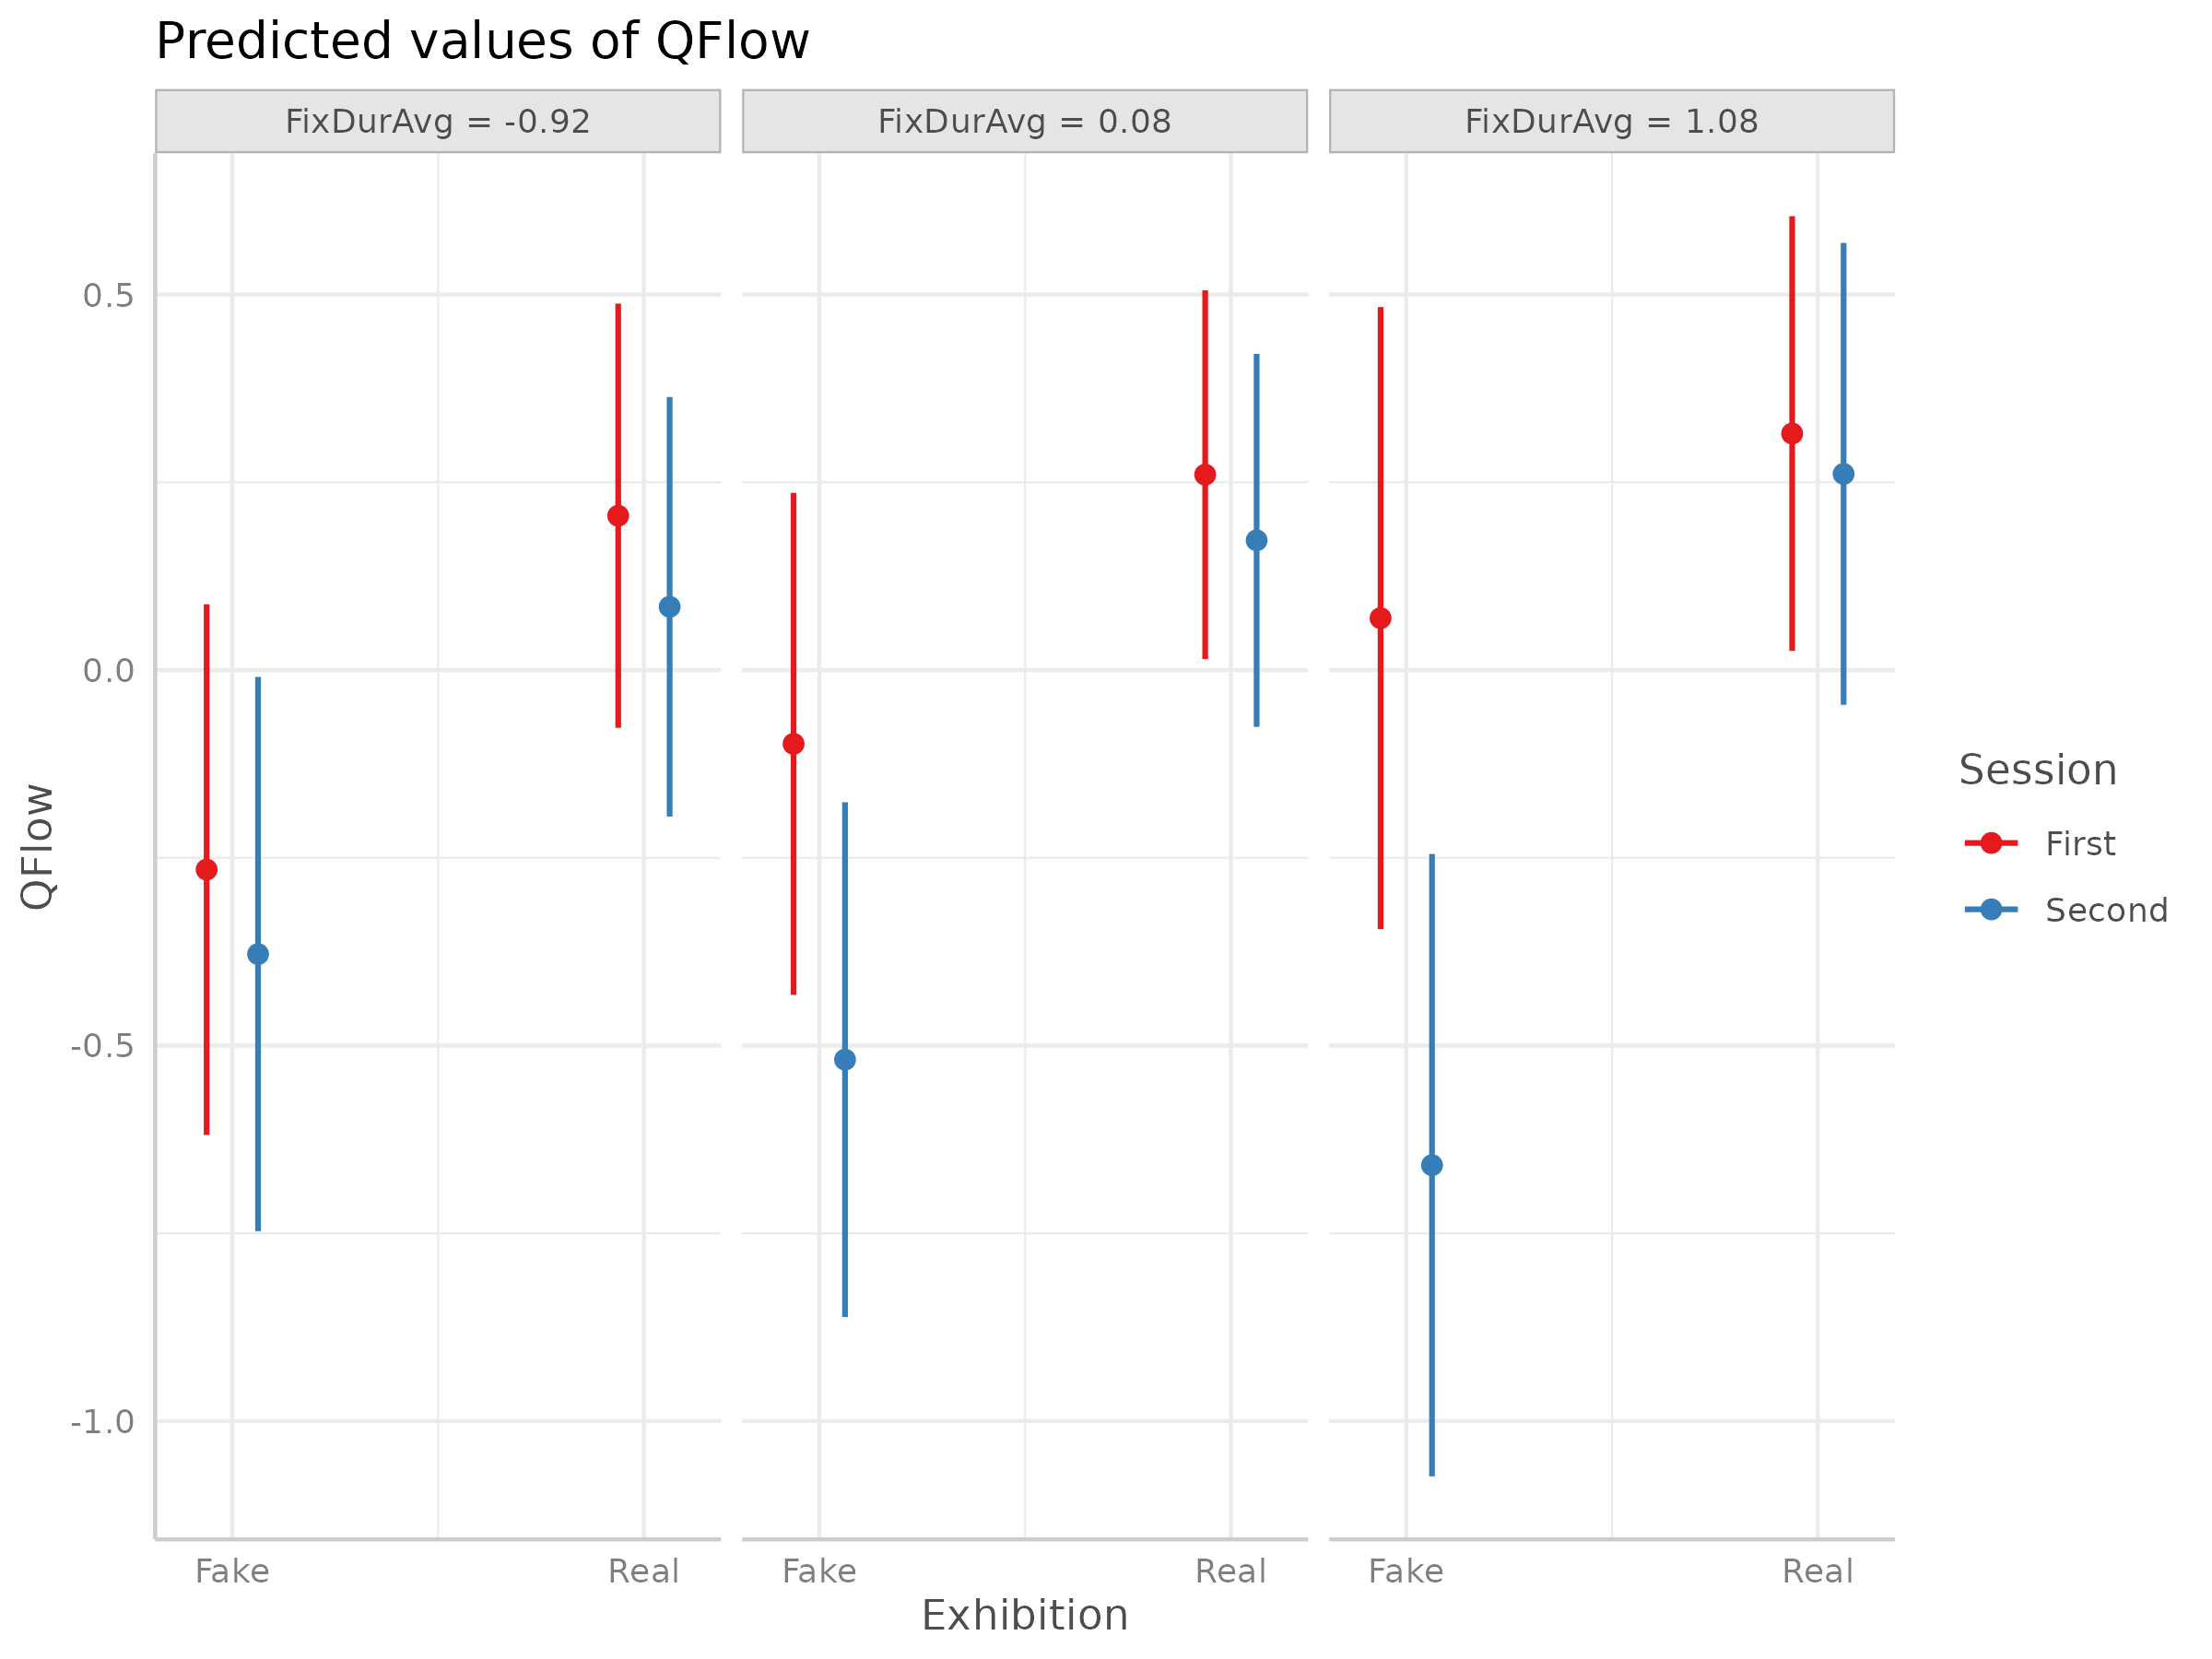 Predicted values of QFlow
FixDurAvg = -0.92
FixDurAvg = 0.08
FixDurAvg = 1.08
0.5
0.0
-0.5
-1.0
QFlow
Fake
Real
Fake
Real
Fake
Real
Exhibition
Session
First
Second